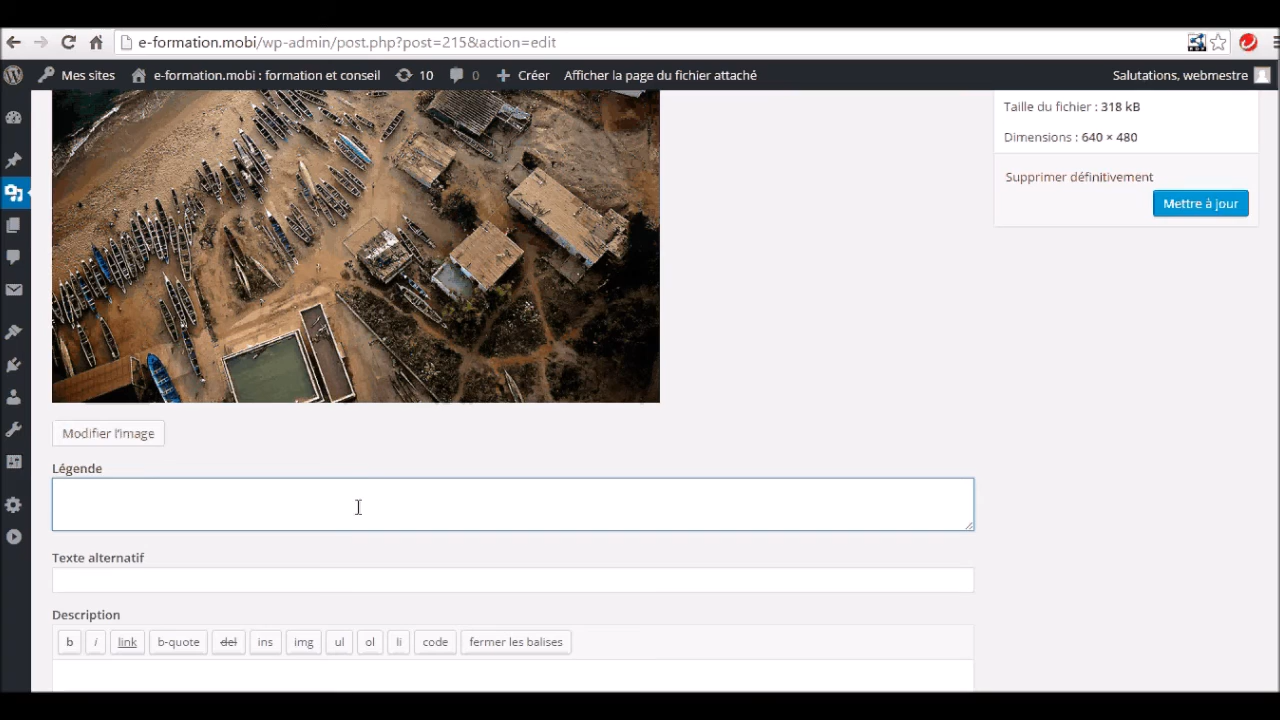 e-formation.mobi/wp-admin/post.php?post=215&action=edit
Mes sites e-formation.mobi : formation et conseil 10 0 Créer Afficher la page du fichier attaché Salutations, webmestre
Taille du fichier : 318 kB
Dimensions : 640 × 480
Supprimer définitivement
Mettre à jour
Modifier l'image
Légende
Texte alternatif
Description
b i link b-quote del ins img ul ol li code fermer les balises